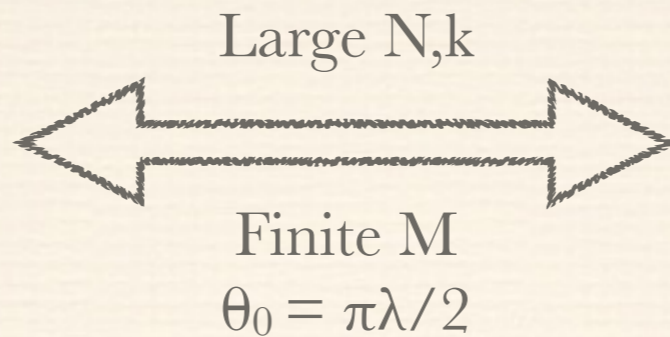 Large N,k
Finite M
θ₀ = πλ/2